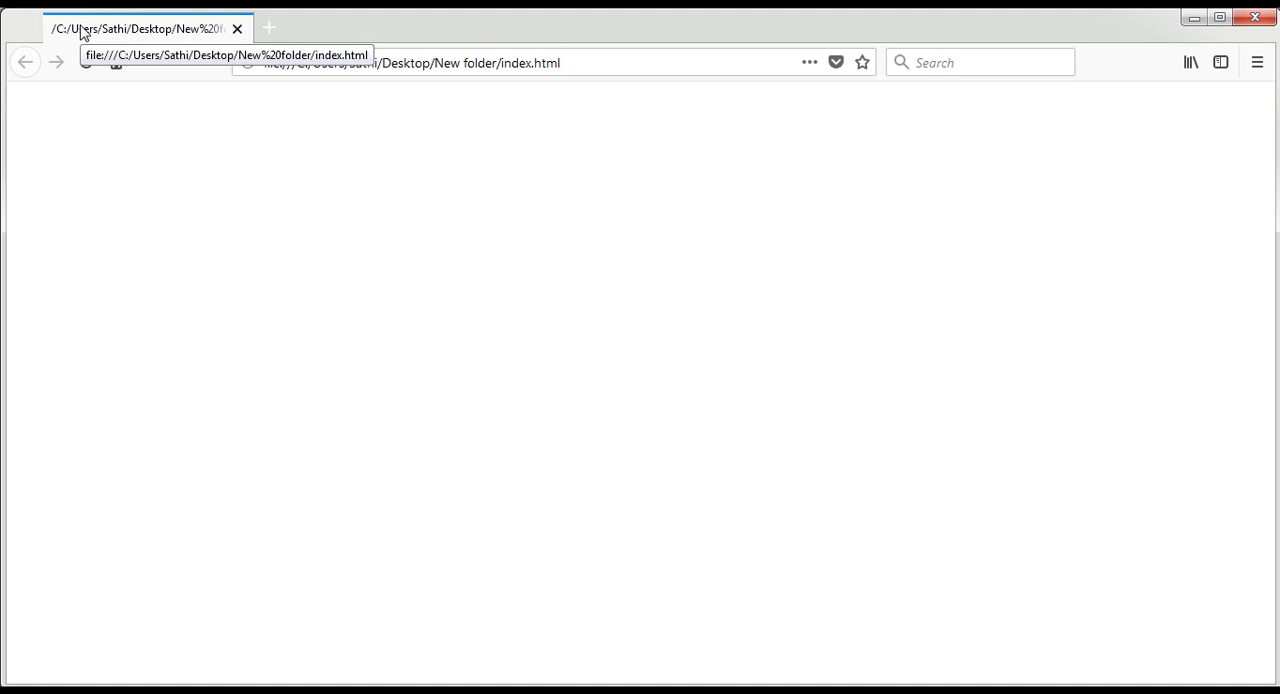 /C:/Users/Sathi/Desktop/New%20f
file:///C:/Users/Sathi/Desktop/New%20folder/index.html
/Desktop/New folder/index.html
Search